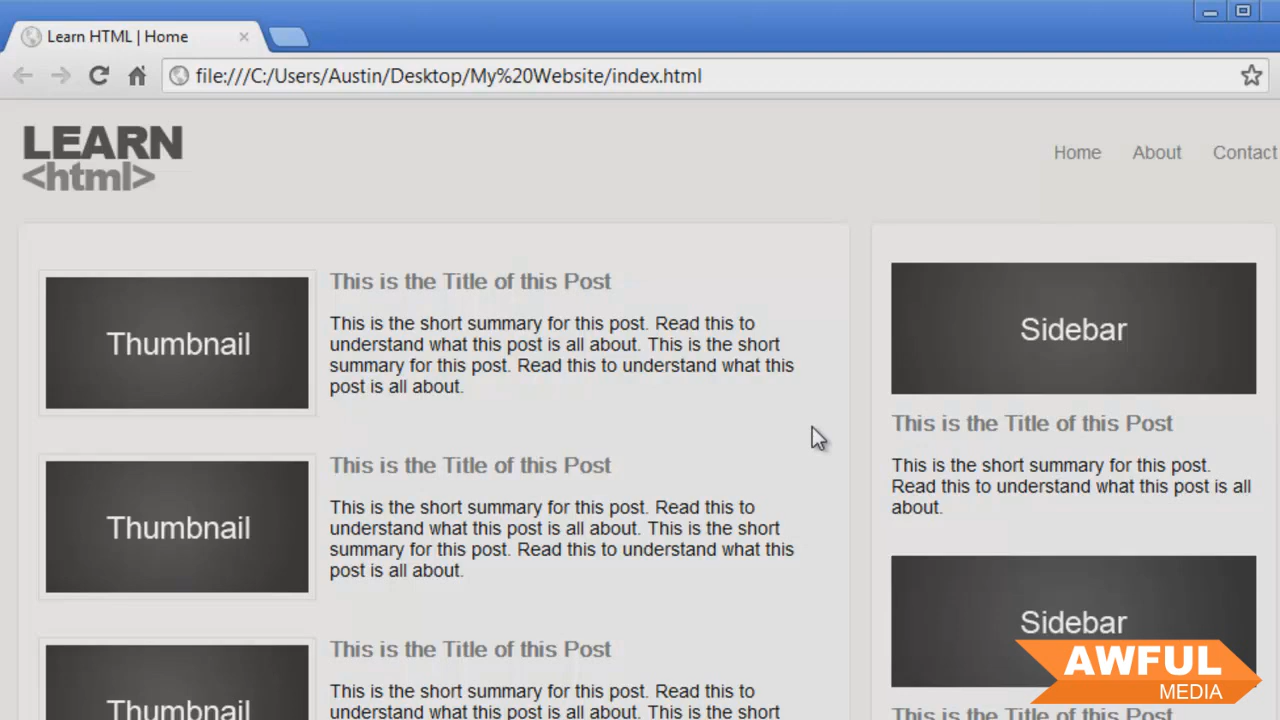 Learn HTML | Home
file:///C:/Users/Austin/Desktop/My%20Website/index.html
LEARN
<html>
Home
About
Contact
Thumbnail
This is the Title of this Post
This is the short summary for this post. Read this to
understand what this post is all about. This is the short
summary for this post. Read this to understand what this
post is all about.
Thumbnail
This is the Title of this Post
This is the short summary for this post. Read this to
understand what this post is all about. This is the short
summary for this post. Read this to understand what this
post is all about.
Thumbnail
This is the Title of this Post
This is the short summary for this post. Read this to
understand what this post is all about. This is the short
Sidebar
This is the Title of this Post
This is the short summary for this post.
Read this to understand what this post is all
about.
Sidebar
This is the Title of this Post
AWFUL
MEDIA